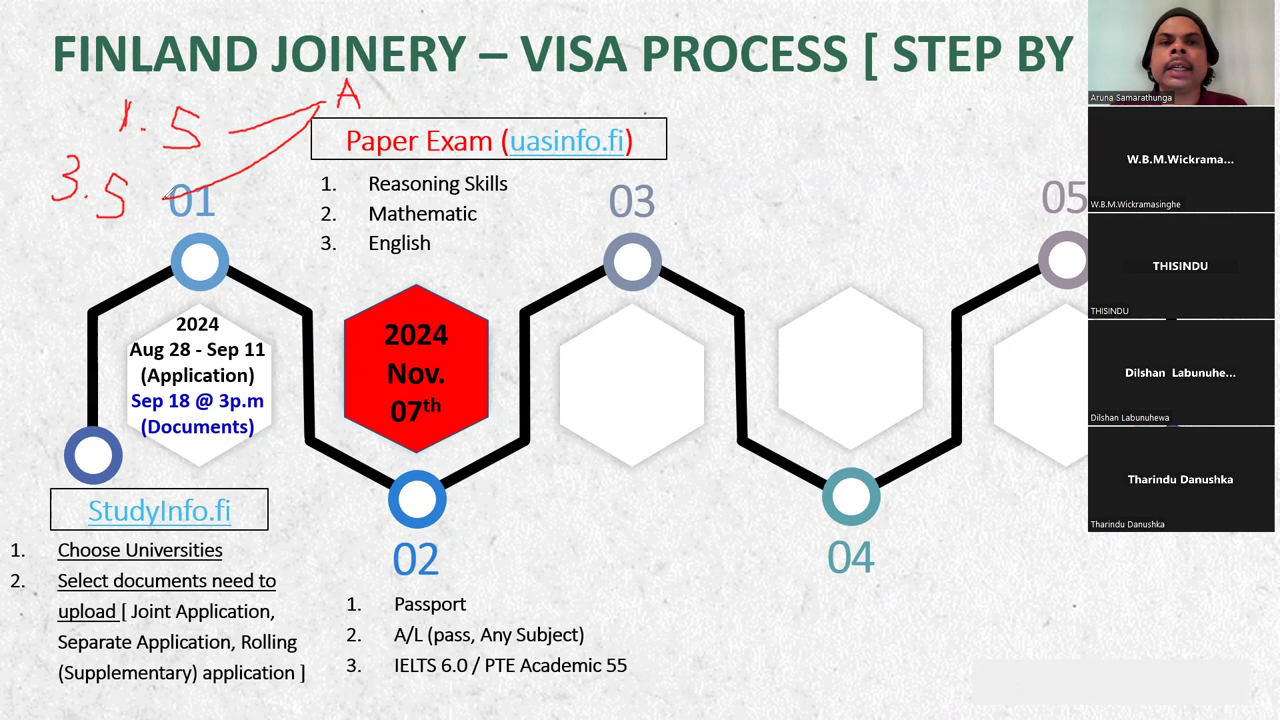 FINLAND JOINERY – VISA PROCESS [ STEP BY
A
1. 5
3. 5
Paper Exam (uasinfo.fi)
1. Reasoning Skills
2. Mathematic
3. English
01
03
05
2024
Aug 28 - Sep 11
(Application)
Sep 18 @ 3p.m
(Documents)
2024
Nov.
07th
StudyInfo.fi
1. Choose Universities
2. Select documents need to
upload [ Joint Application,
Separate Application, Rolling
(Supplementary) application ]
02
04
1. Passport
2. A/L (pass, Any Subject)
3. IELTS 6.0 / PTE Academic 55
Aruna Samarathunga
W.B.M.Wickrama...
W.B.M.Wickramasinghe
THISINDU
THISINDU
Dilshan Labunuhe...
Dilshan Labunuhewa
Tharindu Danushka
Tharindu Danushka